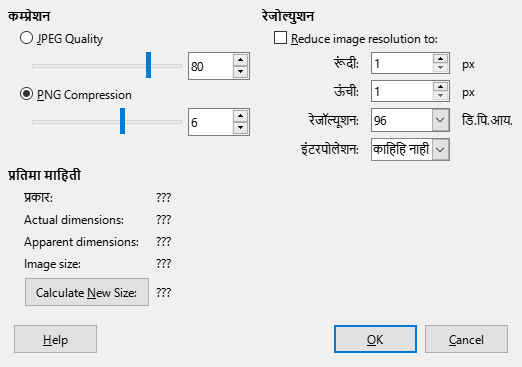 कम्प्रेशन
JPEG Quality
80
PNG Compression
6
रेजोल्युशन
Reduce image resolution to:
रूंदी: 1 px
ऊंची: 1 px
रेजॉल्यूशन: 96 डि.पि.आय.
इंटरपोलेशन: काहिहि नाही
प्रतिमा माहिती
प्रकार: ???
Actual dimensions: ???
Apparent dimensions: ???
Image size: ???
Calculate New Size: ???
Help
OK
Cancel